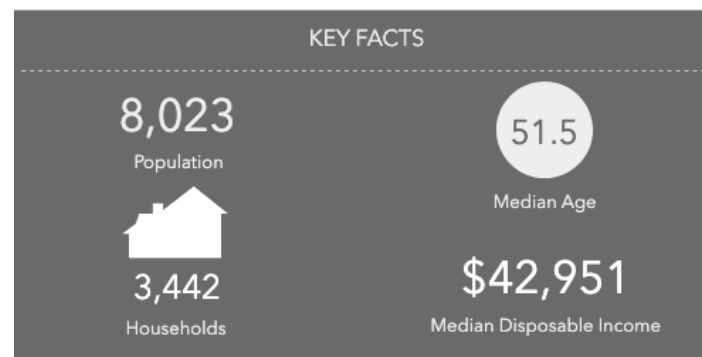 KEY FACTS
8,023
Population
51.5
Median Age
3,442
Households
$42,951
Median Disposable Income